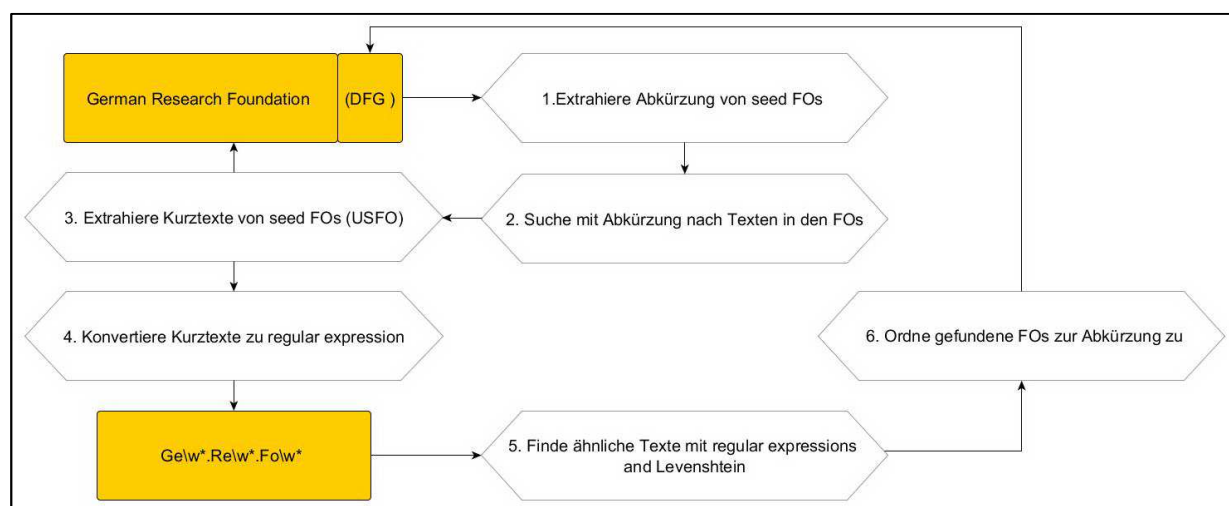 German Research Foundation
(DFG )
1.Extrahiere Abkürzung von seed FOs
3. Extrahiere Kurztexte von seed FOs (USFO)
2. Suche mit Abkürzung nach Texten in den FOs
4. Konvertiere Kurztexte zu regular expression
6. Ordne gefundene FOs zur Abkürzung zu
Ge\w*.Re\w*.Fo\w*
5. Finde ähnliche Texte mit regular expressions
and Levenshtein